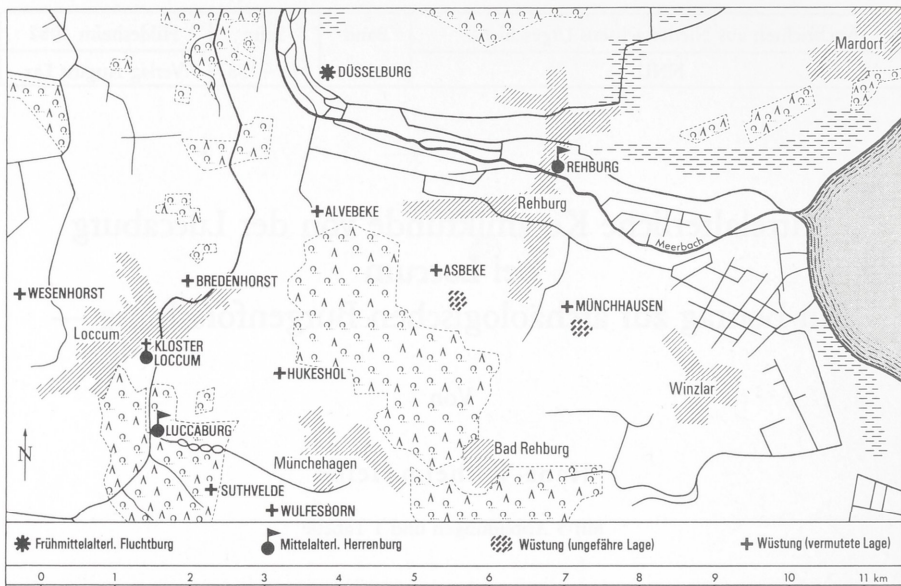 Mardorf
DÜSSELBURG
REHBURG
Rehburg
ALVEBEKE
Meerbach
ASBEKE
BREDENHORST
WESENHORST
MÜNCHHAUSEN
Loccum
KLOSTER
LOCCUM
HUKESHOL
Winzlar
LUCCABURG
Bad Rehburg
Münchehagen
N
SUTHVELDE
WULFESBORN
Frühmittelalterl. Fluchtburg
Mittelalterl. Herrenburg
Wüstung (ungefähre Lage)
Wüstung (vermutete Lage)
0 1 2 3 4 5 6 7 8 9 10 11 km